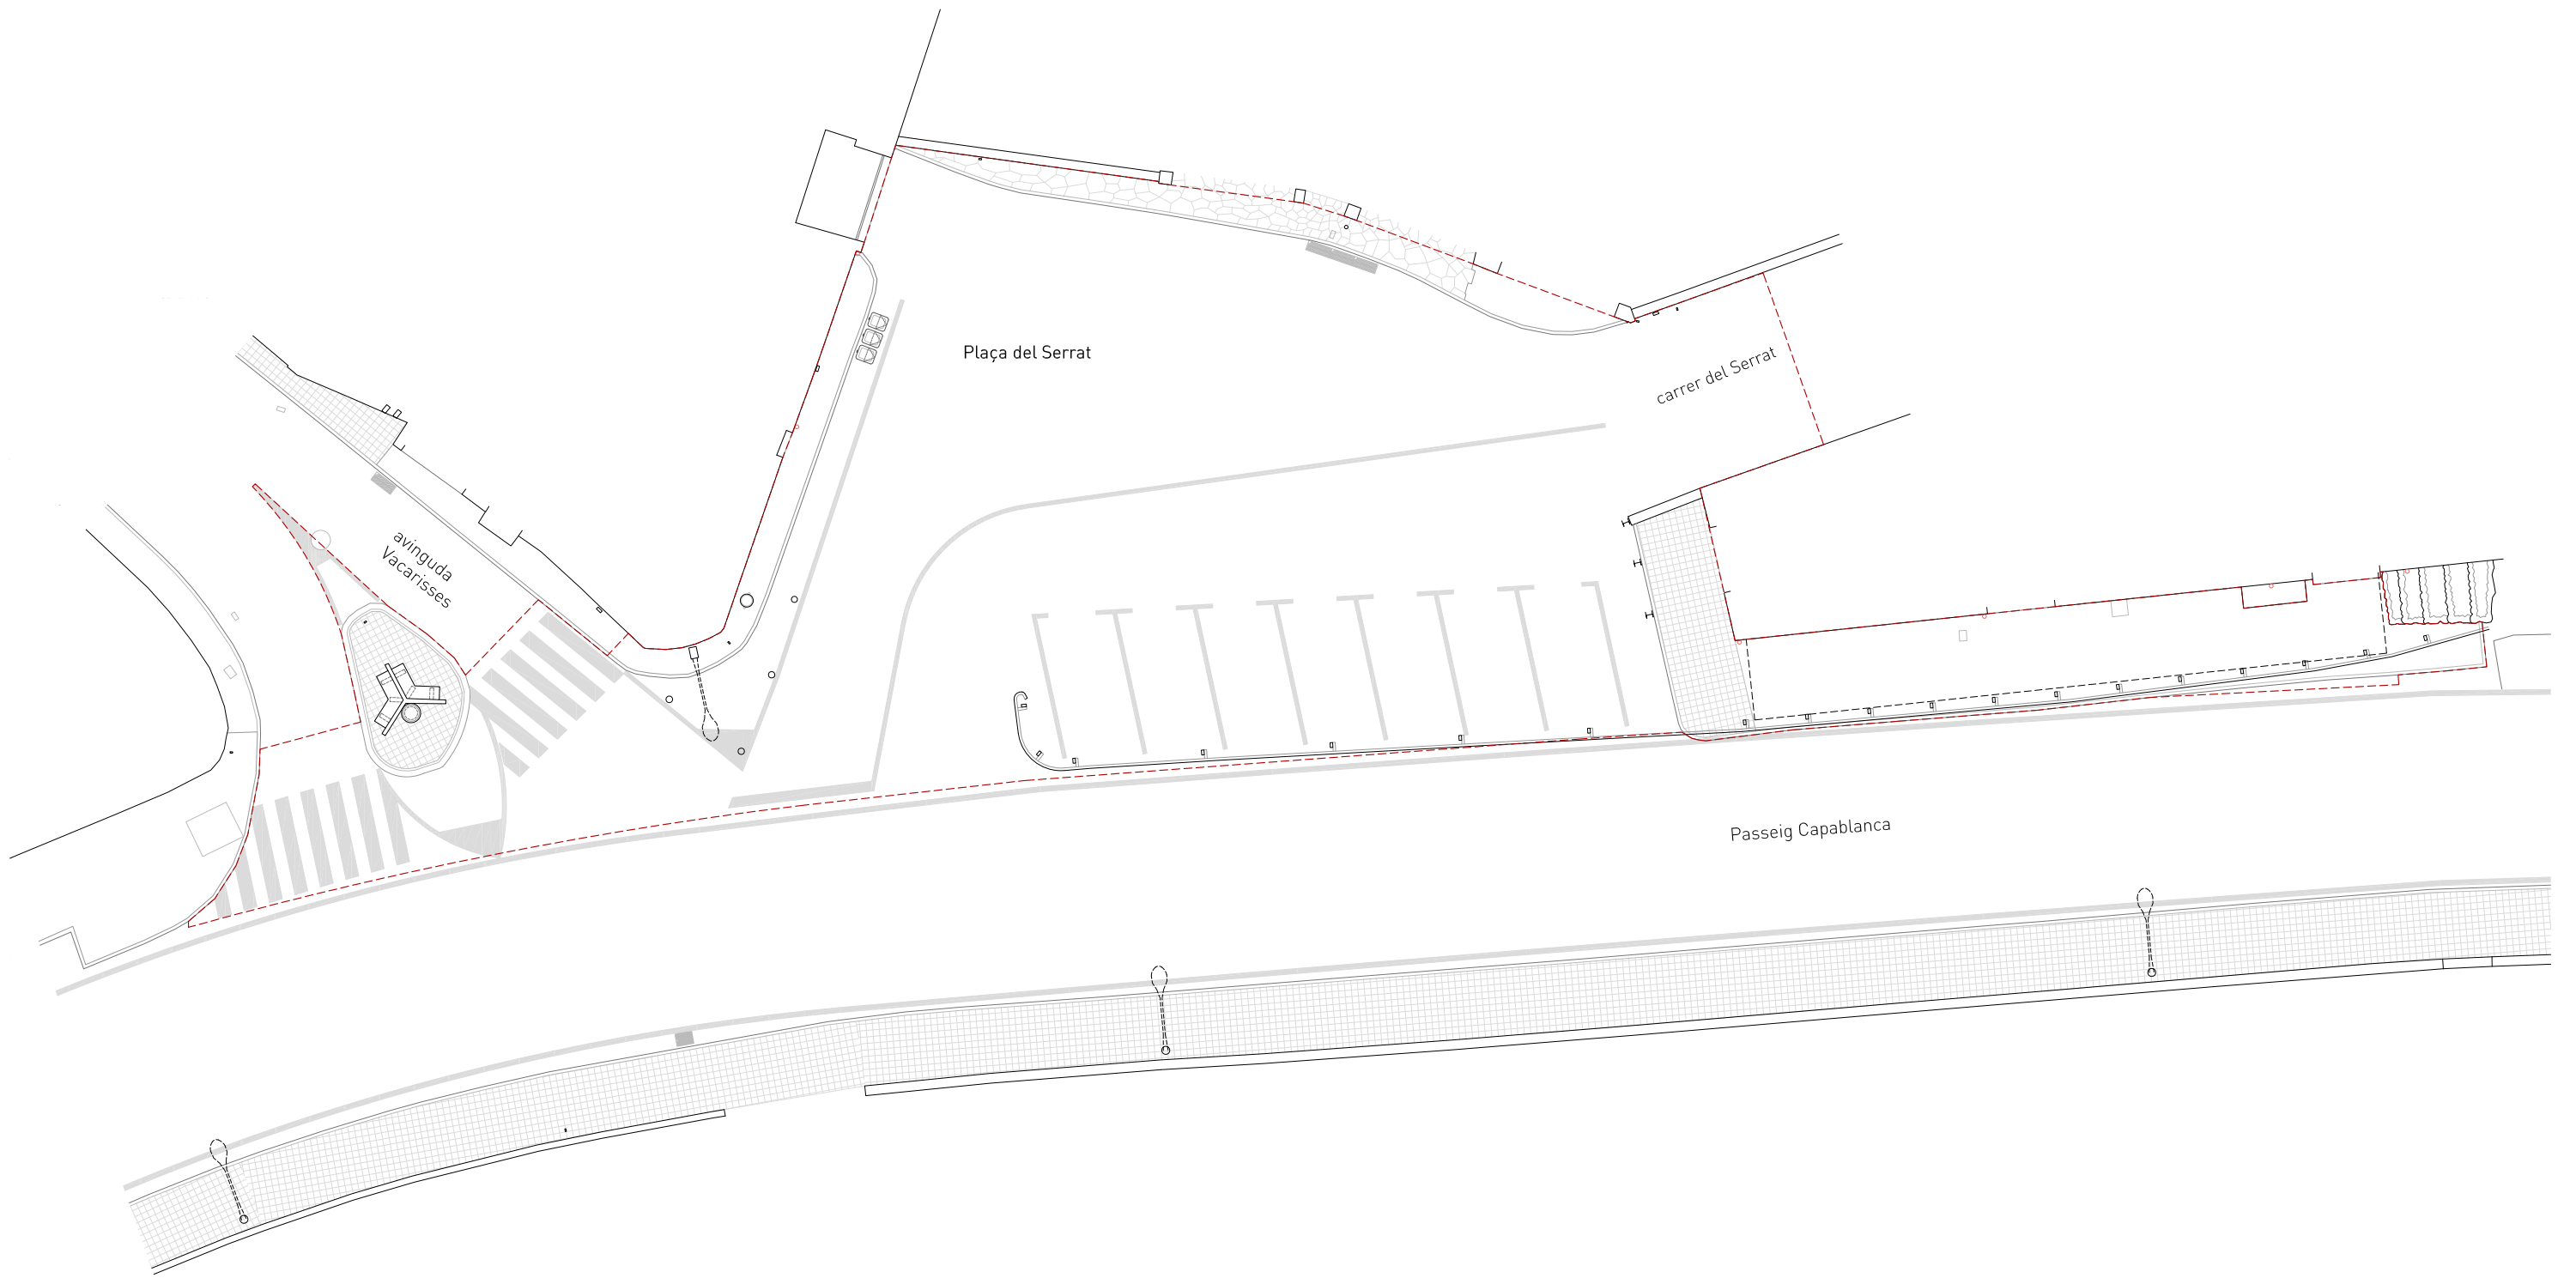 Plaça del Serrat
carrer del Serrat
avinguda
Vacarisses
Passeig Capablanca